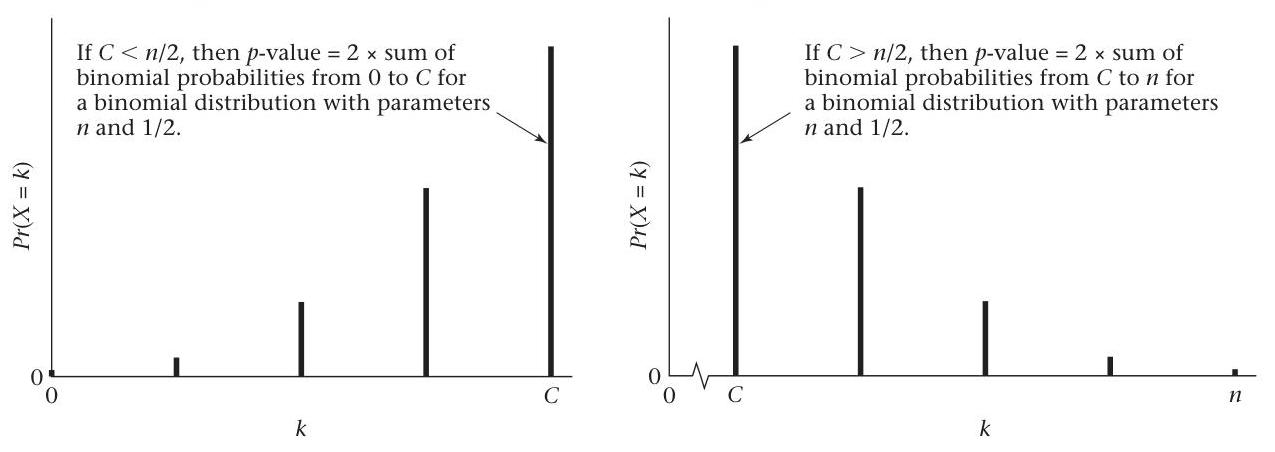 If C < n/2, then p-value = 2 × sum of
binomial probabilities from 0 to C for
a binomial distribution with parameters
n and 1/2.
Pr(X = k)
0
0
C
k
If C > n/2, then p-value = 2 × sum of
binomial probabilities from C to n for
a binomial distribution with parameters
n and 1/2.
Pr(X = k)
0
0
C
n
k